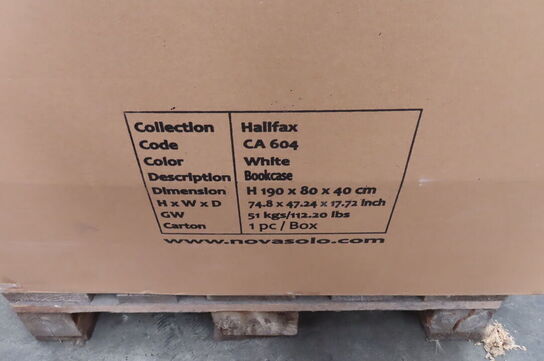 Collection Halifax
Code CA 604
Color White
Description Bookcase
Dimension H 190 x 80 x 40 cm
H x W x D 74.8 x 47.24 x 17.72 Inch
GW 51 kgs/112.20 lbs
Carton 1 pc / Box
www.novasolo.com